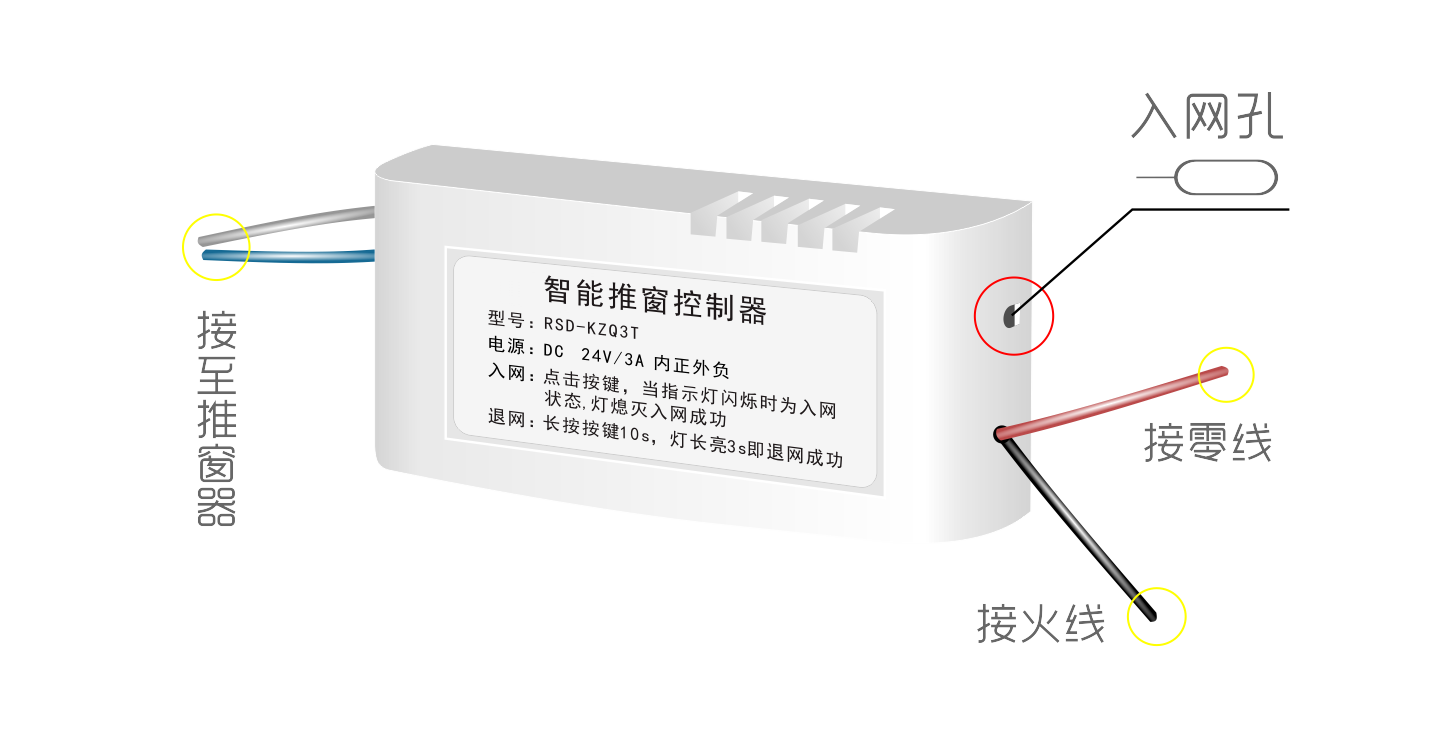 入网孔
接至推窗器
智能推窗控制器
型号：RSD-KZQ3T
电源：DC 24V/3A 内正外负
入网：点击按键，当指示灯闪烁时为入网
状态,灯熄灭入网成功
退网：长按按键10s，灯长亮3s即退网成功
接零线
接火线